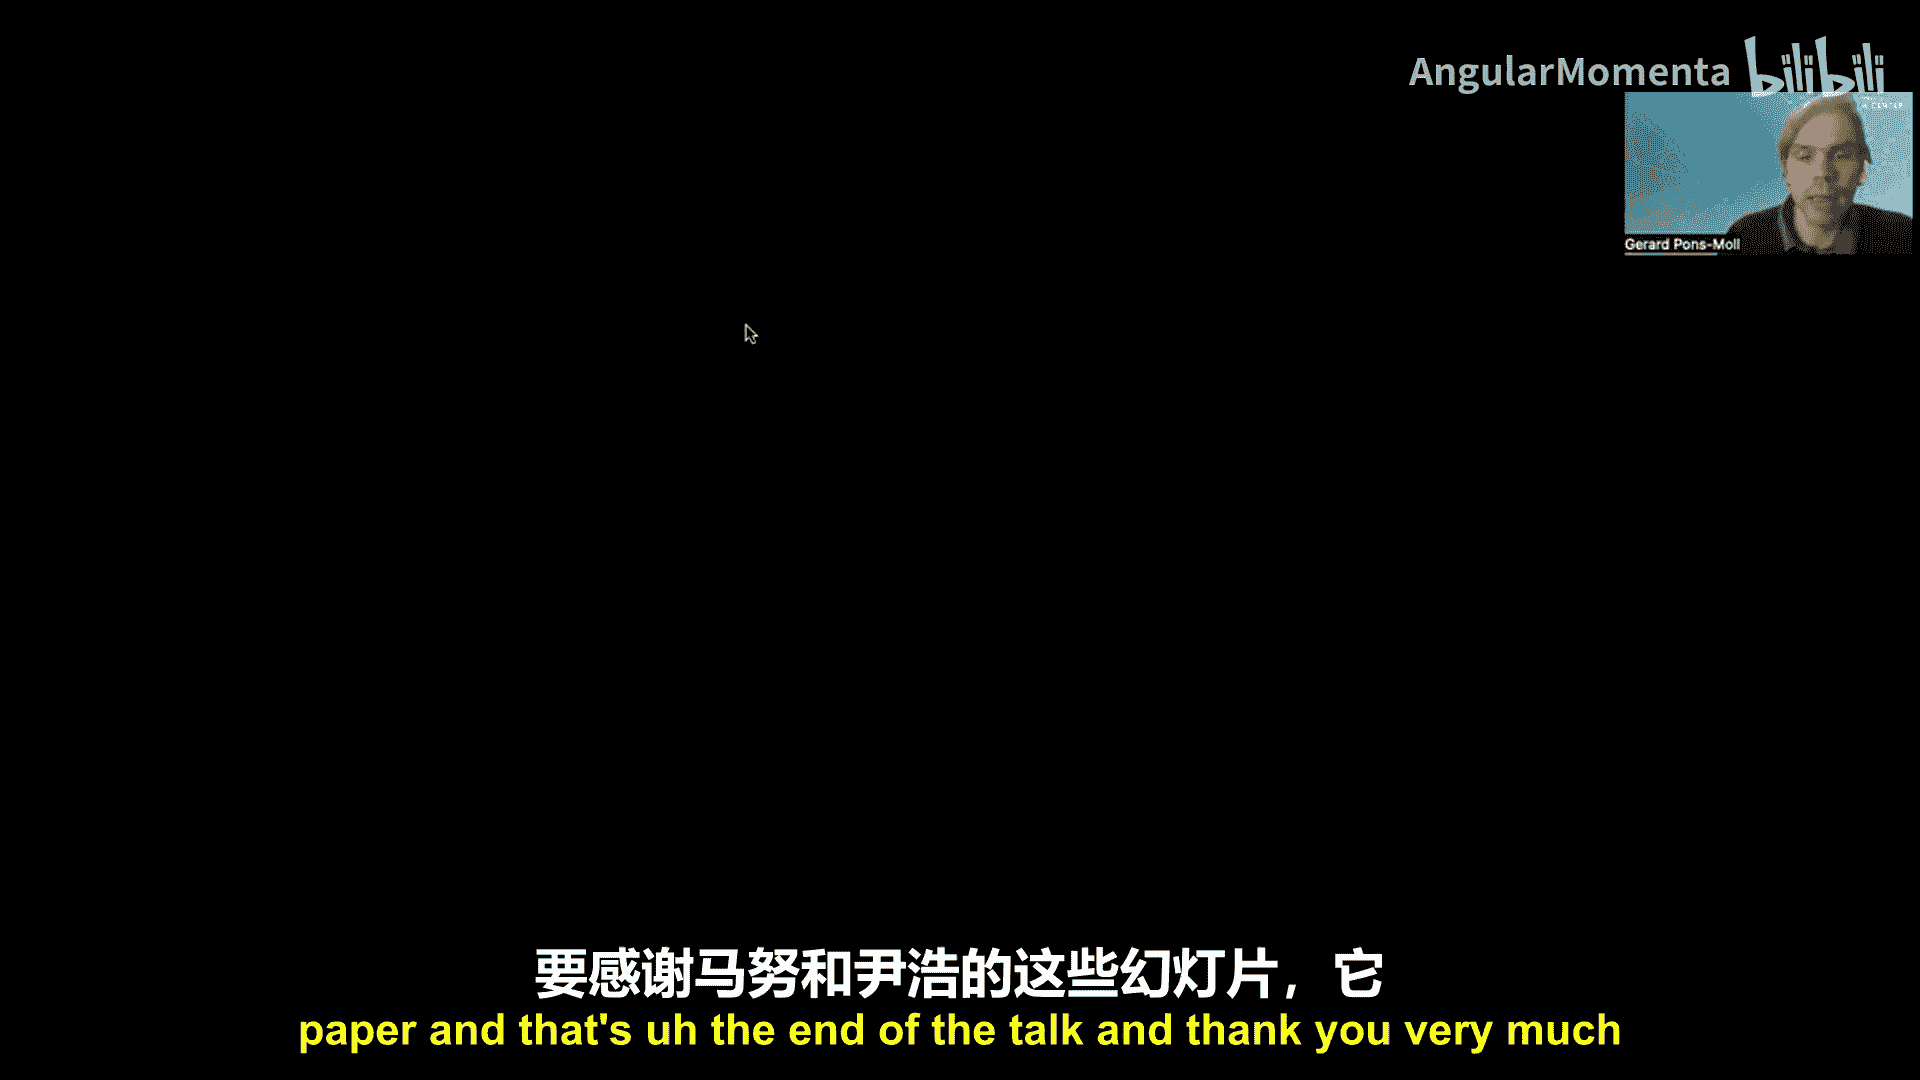 AngularMomenta bilibili
Gerard Pons-Moll
要感谢马努和尹浩的这些幻灯片，它
paper and that's uh the end of the talk and thank you very much